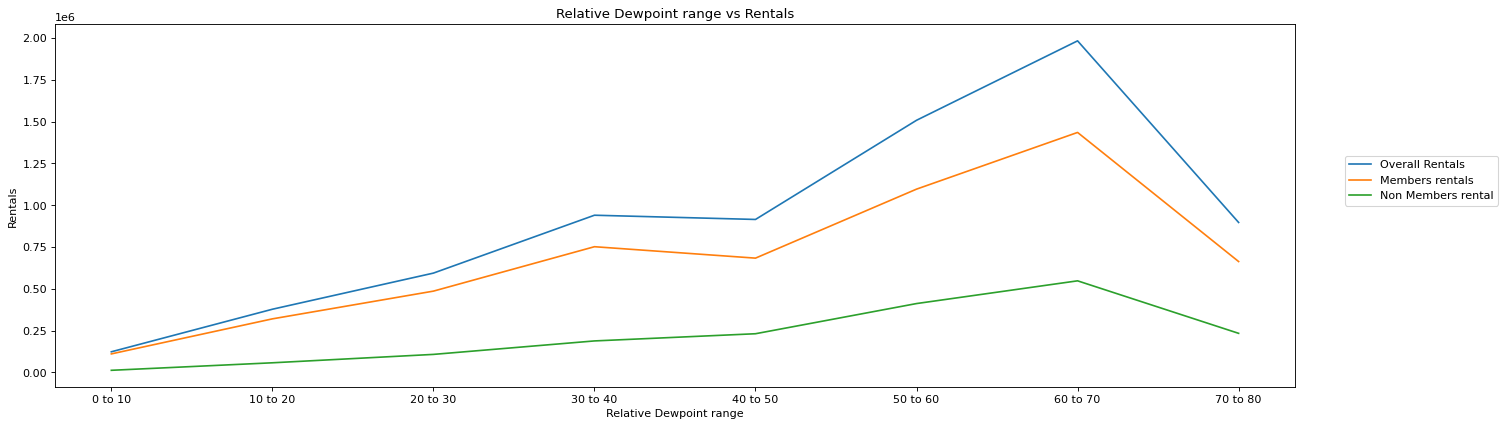 Relative Dewpoint range vs Rentals
1e6
2.00
1.75
1.50
1.25
1.00
0.75
0.50
0.25
0.00
Rentals
0 to 10 10 to 20 20 to 30 30 to 40 40 to 50 50 to 60 60 to 70 70 to 80
Relative Dewpoint range
Overall Rentals
Members rentals
Non Members rental